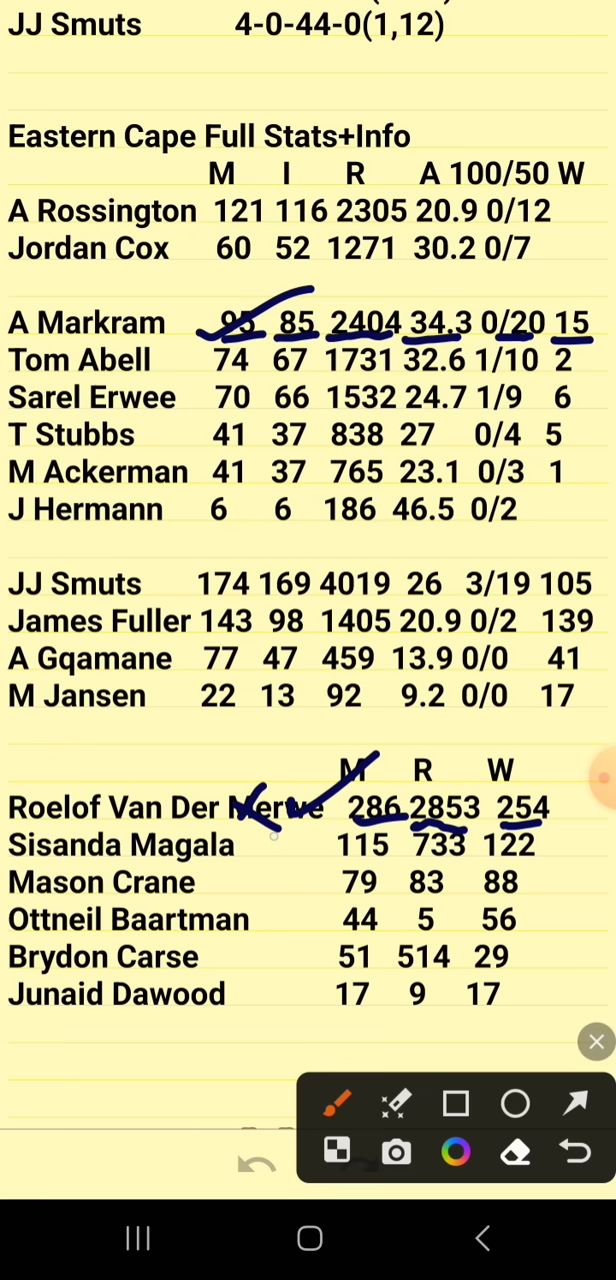 JJ Smuts 4-0-44-0(1,12)
Eastern Cape Full Stats+Info
M I R A 100/50 W
A Rossington 121 116 2305 20.9 0/12
Jordan Cox 60 52 1271 30.2 0/7
A Markram 95 85 2404 34.3 0/20 15
Tom Abell 74 67 1731 32.6 1/10 2
Sarel Erwee 70 66 1532 24.7 1/9 6
T Stubbs 41 37 838 27 0/4 5
M Ackerman 41 37 765 23.1 0/3 1
J Hermann 6 6 186 46.5 0/2
JJ Smuts 174 169 4019 26 3/19 105
James Fuller 143 98 1405 20.9 0/2 139
A Gqamane 77 47 459 13.9 0/0 41
M Jansen 22 13 92 9.2 0/0 17
M R W
Roelof Van Der Merwe 286 2853 254
Sisanda Magala 115 733 122
Mason Crane 79 83 88
Ottneil Baartman 44 5 56
Brydon Carse 51 514 29
Junaid Dawood 17 9 17